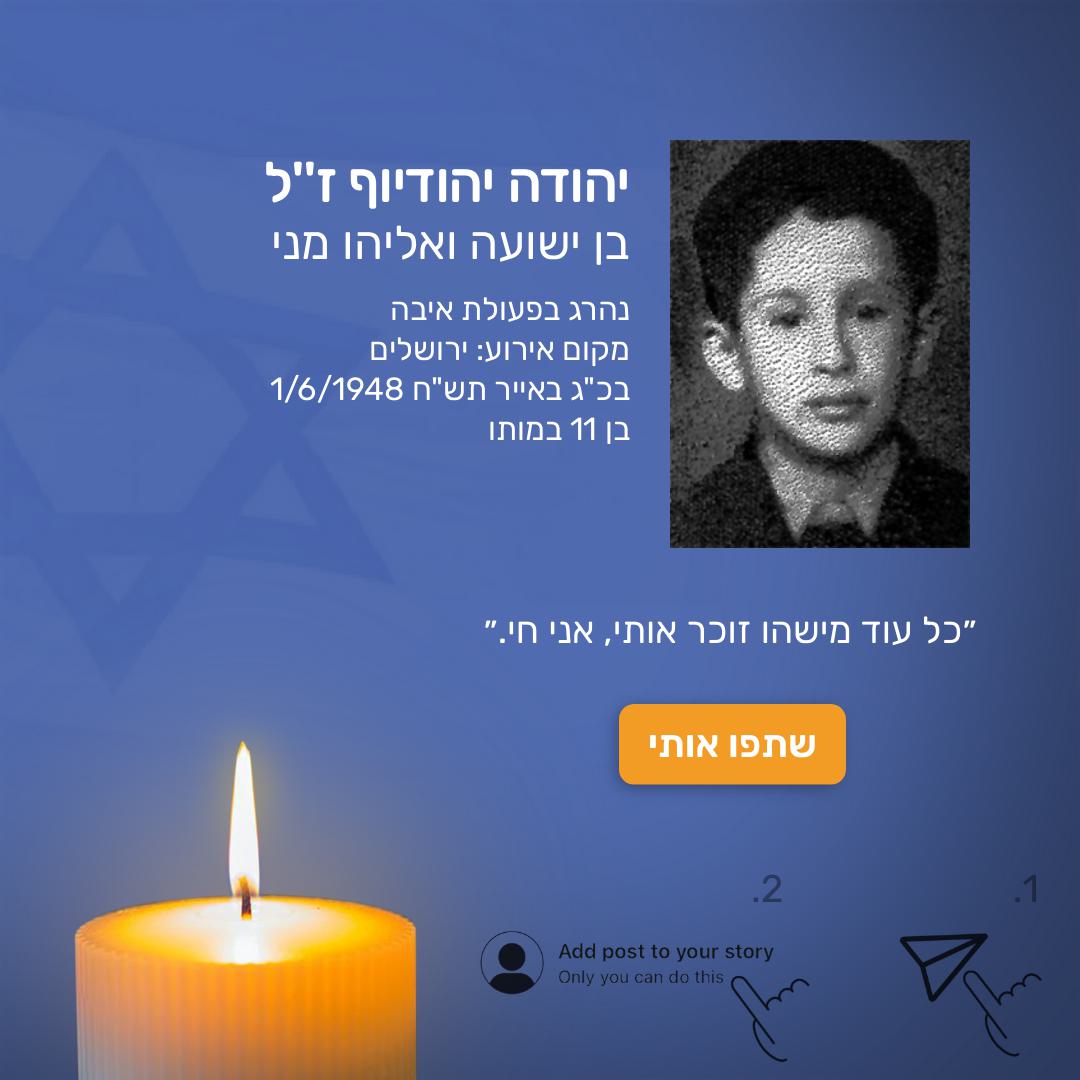 יהודה יהודיוף ז"ל
בן ישועה ואליהו מני
נהרג בפעולת איבה
מקום אירוע: ירושלים
בכ"ג באייר תש"ח 1/6/1948
בן 11 במותו
״כל עוד מישהו זוכר אותי, אני חי.״
שתפו אותי
1.
2.
Add post to your story
Only you can do this